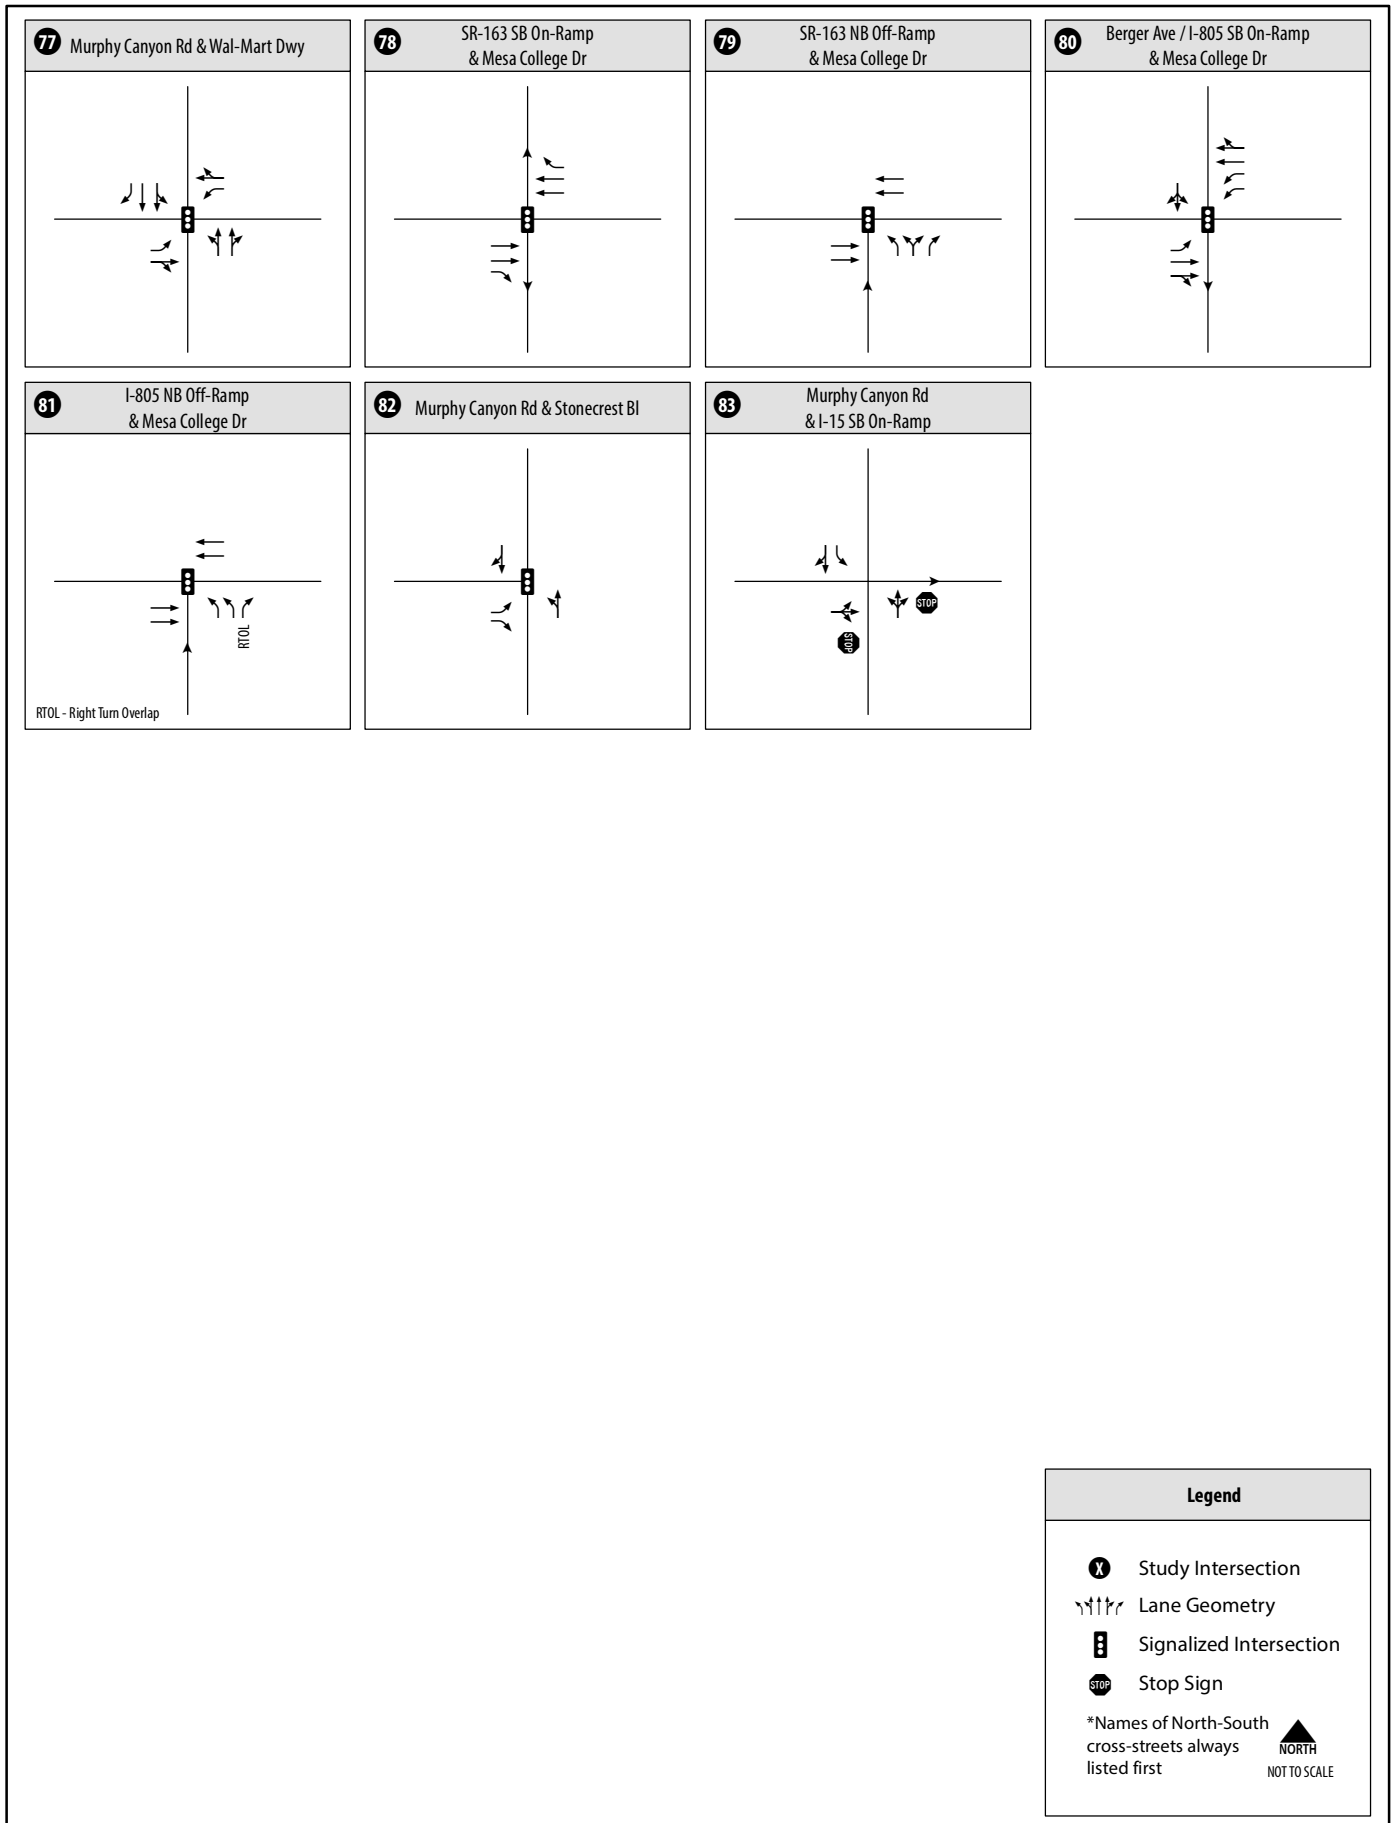 77 Murphy Canyon Rd & Wal-Mart Dwy
78 SR-163 SB On-Ramp
& Mesa College Dr
79 SR-163 NB Off-Ramp
& Mesa College Dr
80 Berger Ave / I-805 SB On-Ramp
& Mesa College Dr
81 I-805 NB Off-Ramp
& Mesa College Dr
RTOL
RTOL - Right Turn Overlap
82 Murphy Canyon Rd & Stonecrest Bl
83 Murphy Canyon Rd
& I-15 SB On-Ramp
STOP
STOP
Legend
X Study Intersection
Lane Geometry
Signalized Intersection
STOP Stop Sign
*Names of North-South
cross-streets always
listed first
NORTH
NOT TO SCALE